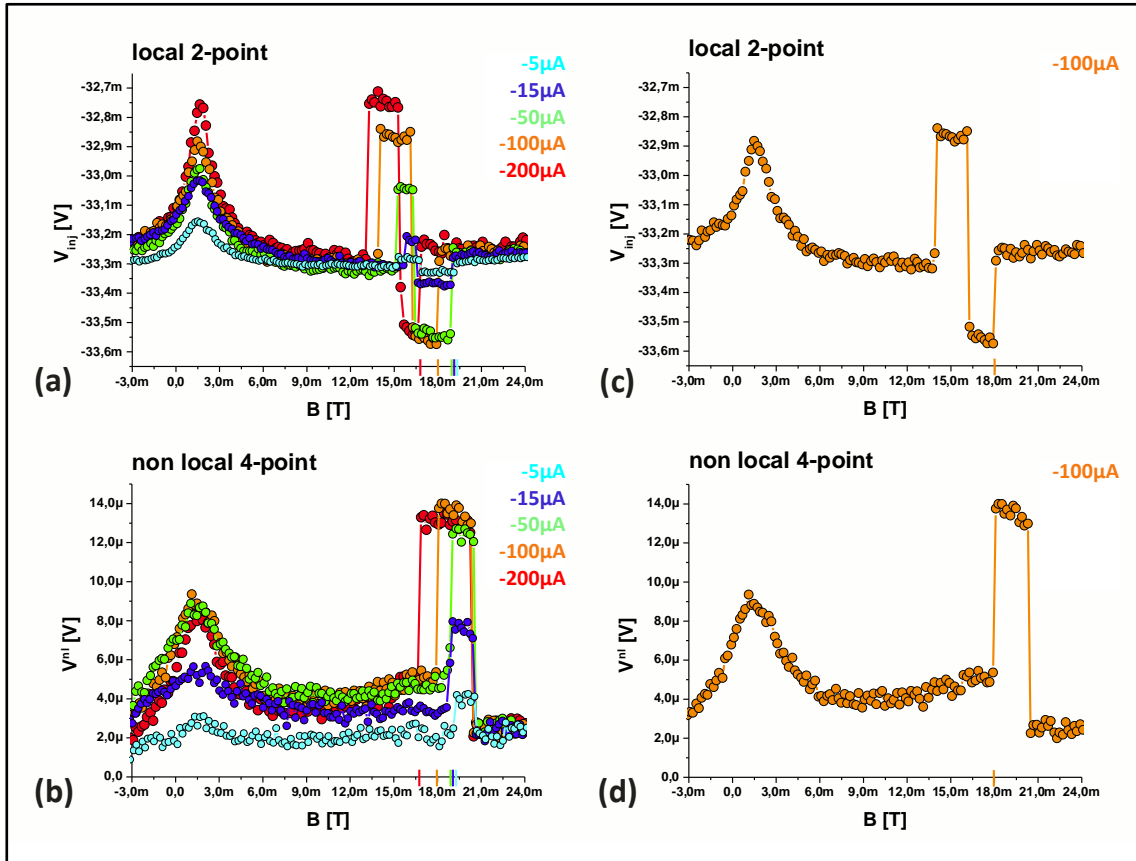 local 2-point
-5µA
-15µA
-50µA
-100µA
-200µA
-32,7m
-32,8m
-32,9m
-33,0m
-33,1m
-33,2m
-33,3m
-33,4m
-33,5m
-33,6m
V inj [V]
-3,0m 0,0 3,0m 6,0m 9,0m 12,0m 15,0m 18,0m 21,0m 24,0m
B [T]
(a)
local 2-point
-100µA
-32,7m
-32,8m
-32,9m
-33,0m
-33,1m
-33,2m
-33,3m
-33,4m
-33,5m
-33,6m
V inj [V]
-3,0m 0,0 3,0m 6,0m 9,0m 12,0m 15,0m 18,0m 21,0m 24,0m
B [T]
(c)
non local 4-point
-5µA
-15µA
-50µA
-100µA
-200µA
14,0µ
12,0µ
10,0µ
8,0µ
6,0µ
4,0µ
2,0µ
0,0
V nl [V]
-3,0m 0,0 3,0m 6,0m 9,0m 12,0m 15,0m 18,0m 21,0m 24,0m
B [T]
(b)
non local 4-point
-100µA
14,0µ
12,0µ
10,0µ
8,0µ
6,0µ
4,0µ
2,0µ
0,0
V nl [V]
-3,0m 0,0 3,0m 6,0m 9,0m 12,0m 15,0m 18,0m 21,0m 24,0m
B [T]
(d)